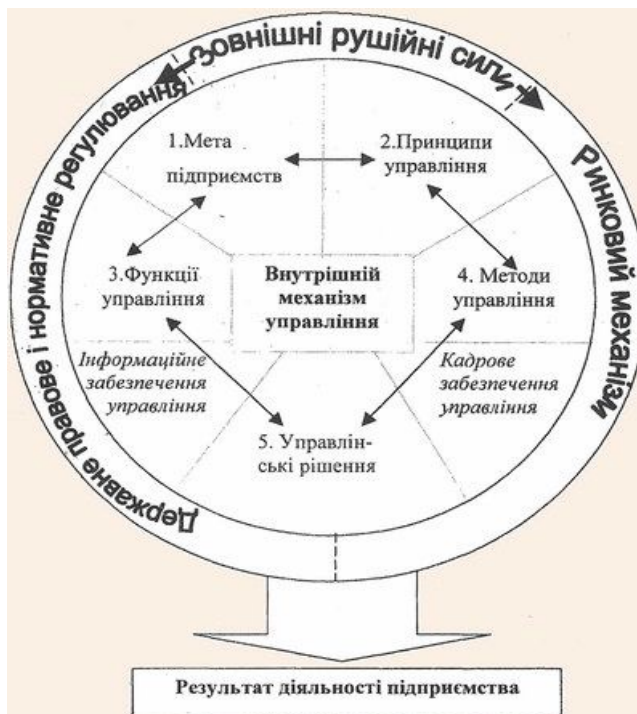 Зовнішні рушійні сили
Державне правове і нормативне регулювання
Ринковий механізм
1.Мета
підприємств
2.Принципи
управління
3.Функції
управління
Внутрішній
механізм
управління
4. Методи
управління
Інформаційне
забезпечення
управління
Кадрове
забезпечення
управління
5. Управлін-
ські рішення
Результат діяльності підприємства